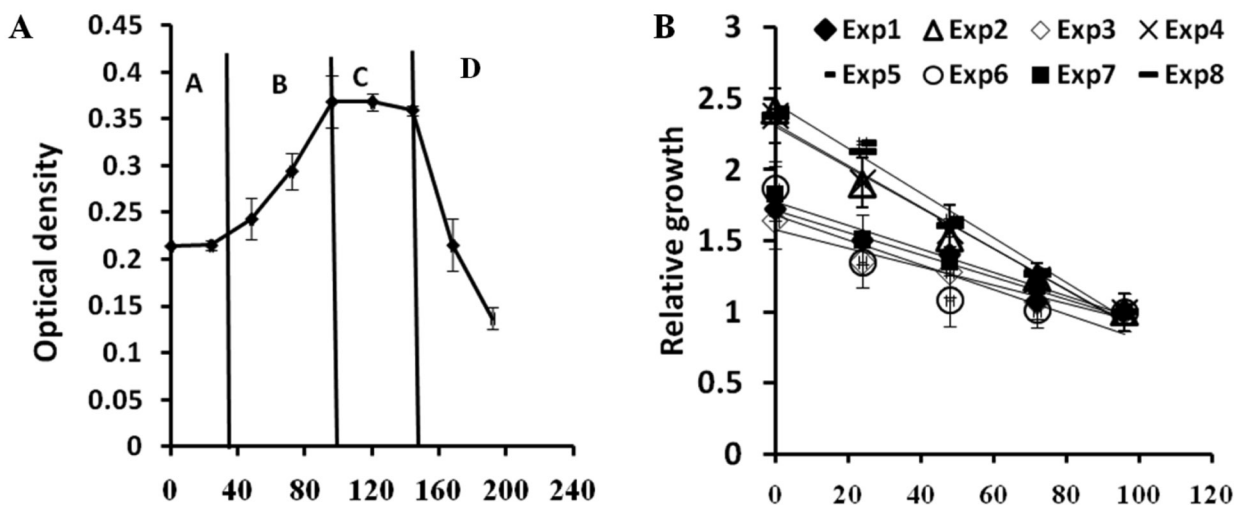 A
Optical density
0.45
0.4
0.35
0.3
0.25
0.2
0.15
0.1
0.05
0
A B C D
0 40 80 120 160 200 240
B
Relative growth
3
2.5
2
1.5
1
0.5
0
Exp1 Exp2 Exp3 Exp4
Exp5 Exp6 Exp7 Exp8
0 20 40 60 80 100 120